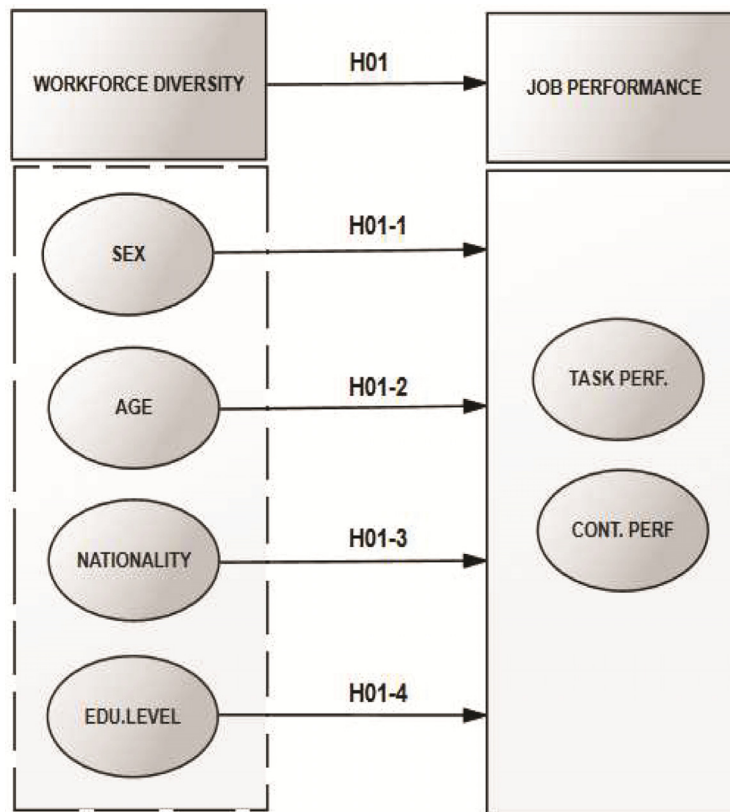 WORKFORCE DIVERSITY
H01
JOB PERFORMANCE
SEX
H01-1
AGE
H01-2
TASK PERF.
NATIONALITY
H01-3
CONT. PERF
EDU.LEVEL
H01-4